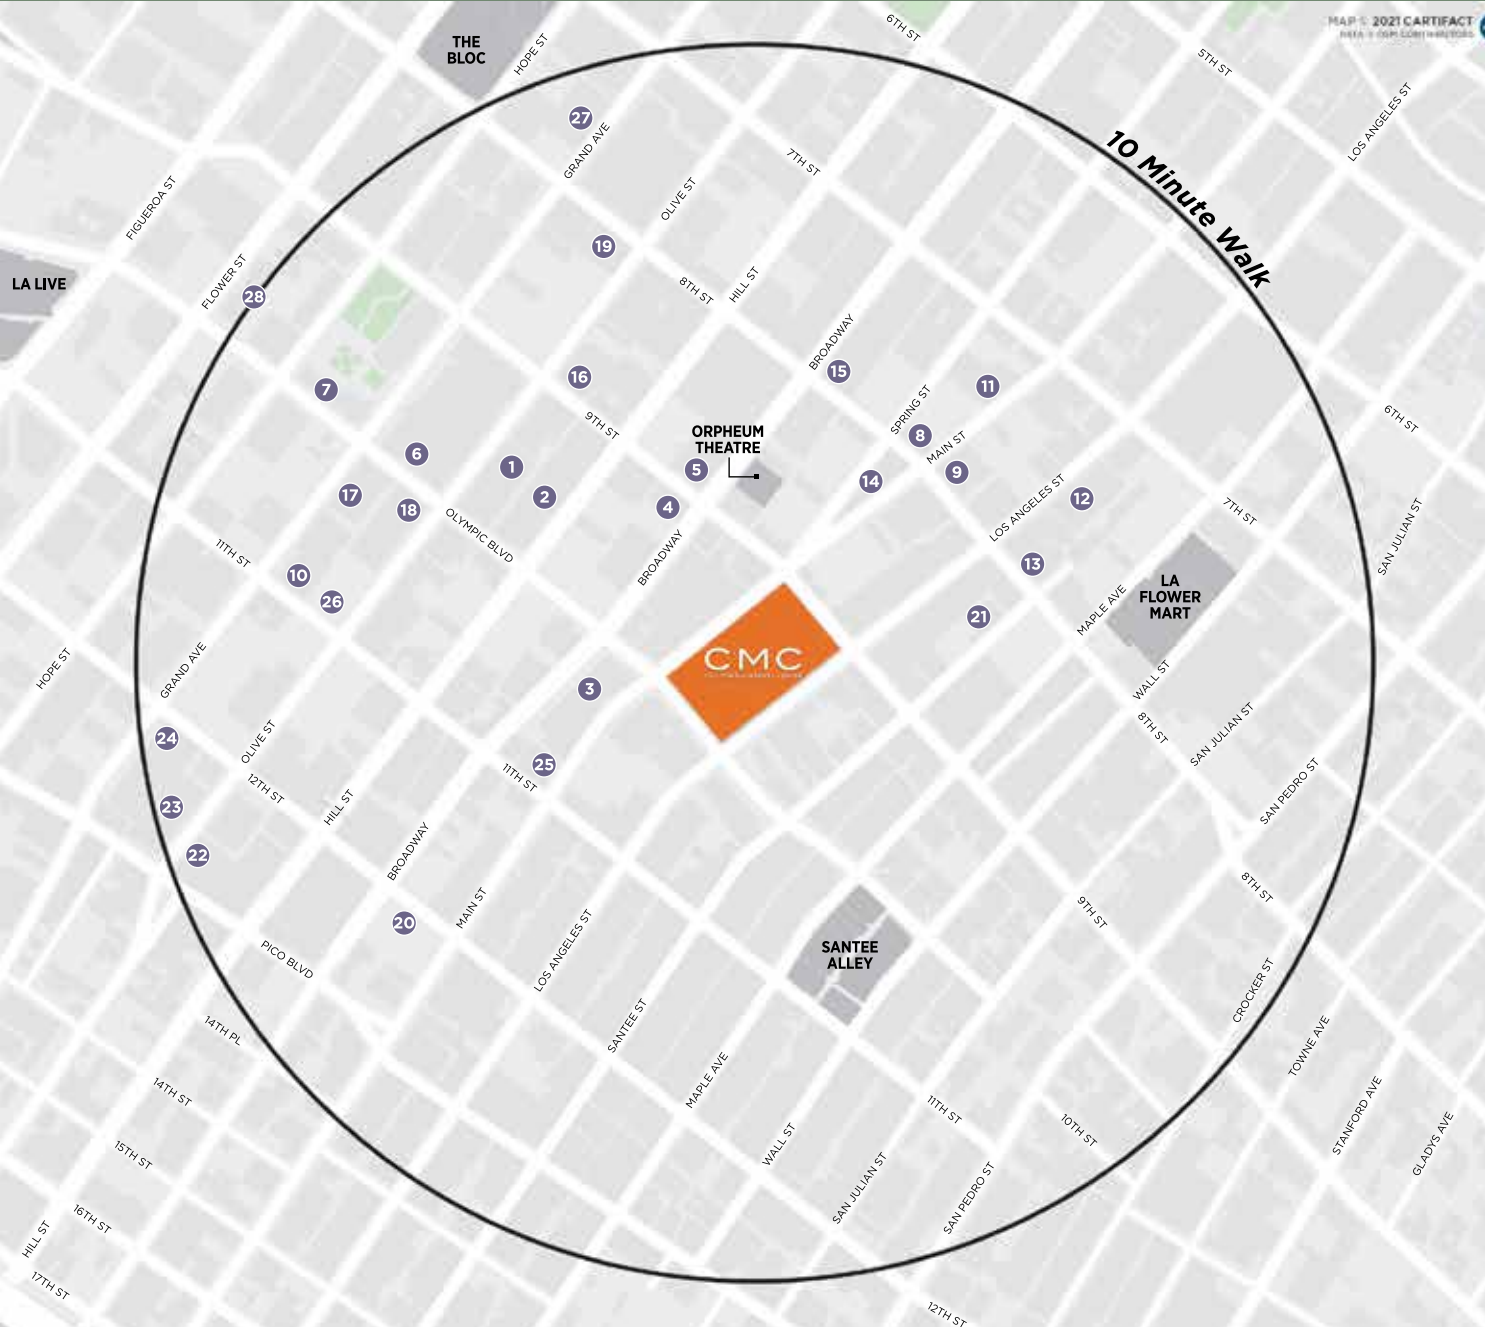 MAP © 2021 CARTIFACT
DATA © OSM CONTRIBUTORS
6TH ST
THE
BLOC
HOPE ST
5TH ST
LOS ANGELES ST
27
GRAND AVE
10 Minute Walk
7TH ST
FIGUEROA ST
OLIVE ST
19
LA LIVE
FLOWER ST
28
8TH ST
HILL ST
BROADWAY
15
7
16
11
SPRING ST
6TH ST
9TH ST
ORPHEUM
THEATRE
8
MAIN ST
6
1
5
9
17
2
14
12
18
4
LOS ANGELES ST
7TH ST
OLYMPIC BLVD
SAN JULIAN ST
11TH ST
BROADWAY
13
10
26
LA
FLOWER
MART
MAPLE AVE
21
HOPE ST
GRAND AVE
CMC
3
WALL ST
24
OLIVE ST
8TH ST
SAN JULIAN ST
25
11TH ST
12TH ST
SAN PEDRO ST
23
HILL ST
22
BROADWAY
8TH ST
20
MAIN ST
9TH ST
PICO BLVD
LOS ANGELES ST
SANTEE
ALLEY
CROCKER ST
14TH PL
SANTEE ST
TOWNE AVE
14TH ST
MAPLE AVE
11TH ST
10TH ST
STANFORD AVE
GLADYS AVE
15TH ST
WALL ST
SAN JULIAN ST
SAN PEDRO ST
16TH ST
HILL ST
17TH ST
12TH ST